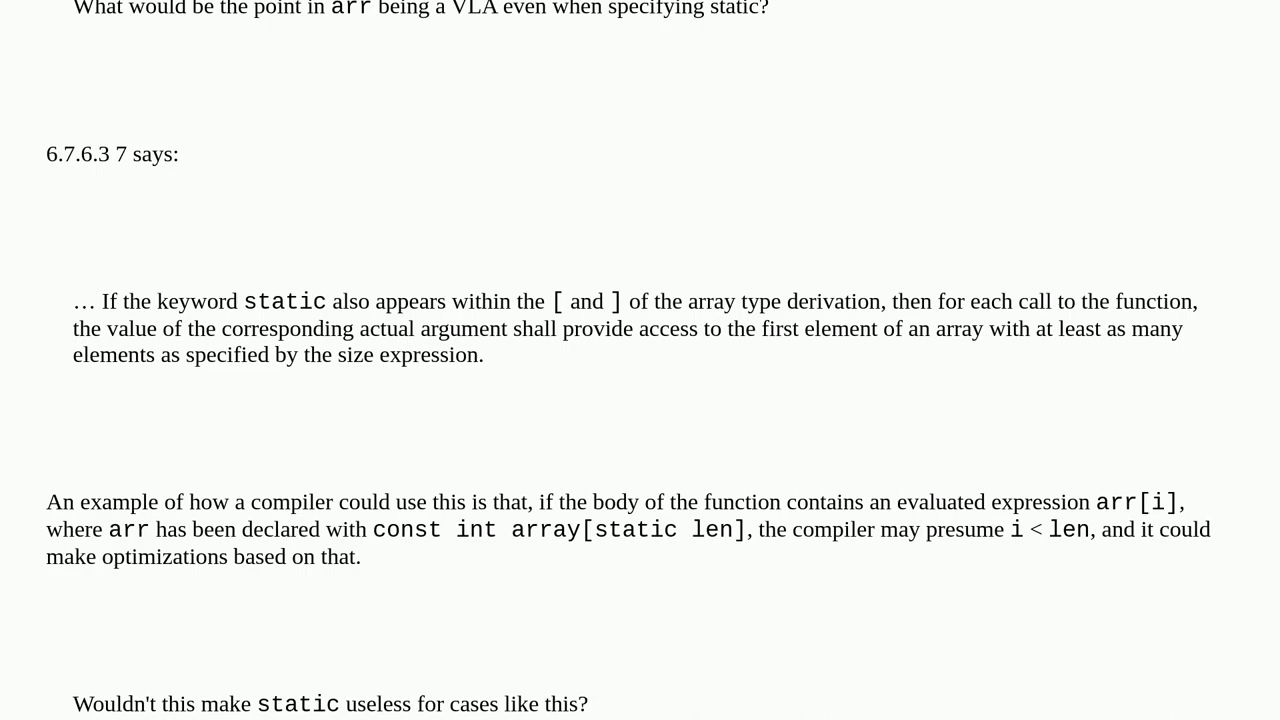 What would be the point in arr being a VLA even when specifying static?
6.7.6.3 7 says:
… If the keyword static also appears within the [ and ] of the array type derivation, then for each call to the function,
the value of the corresponding actual argument shall provide access to the first element of an array with at least as many
elements as specified by the size expression.
An example of how a compiler could use this is that, if the body of the function contains an evaluated expression arr[i],
where arr has been declared with const int array[static len], the compiler may presume i < len, and it could
make optimizations based on that.
Wouldn't this make static useless for cases like this?